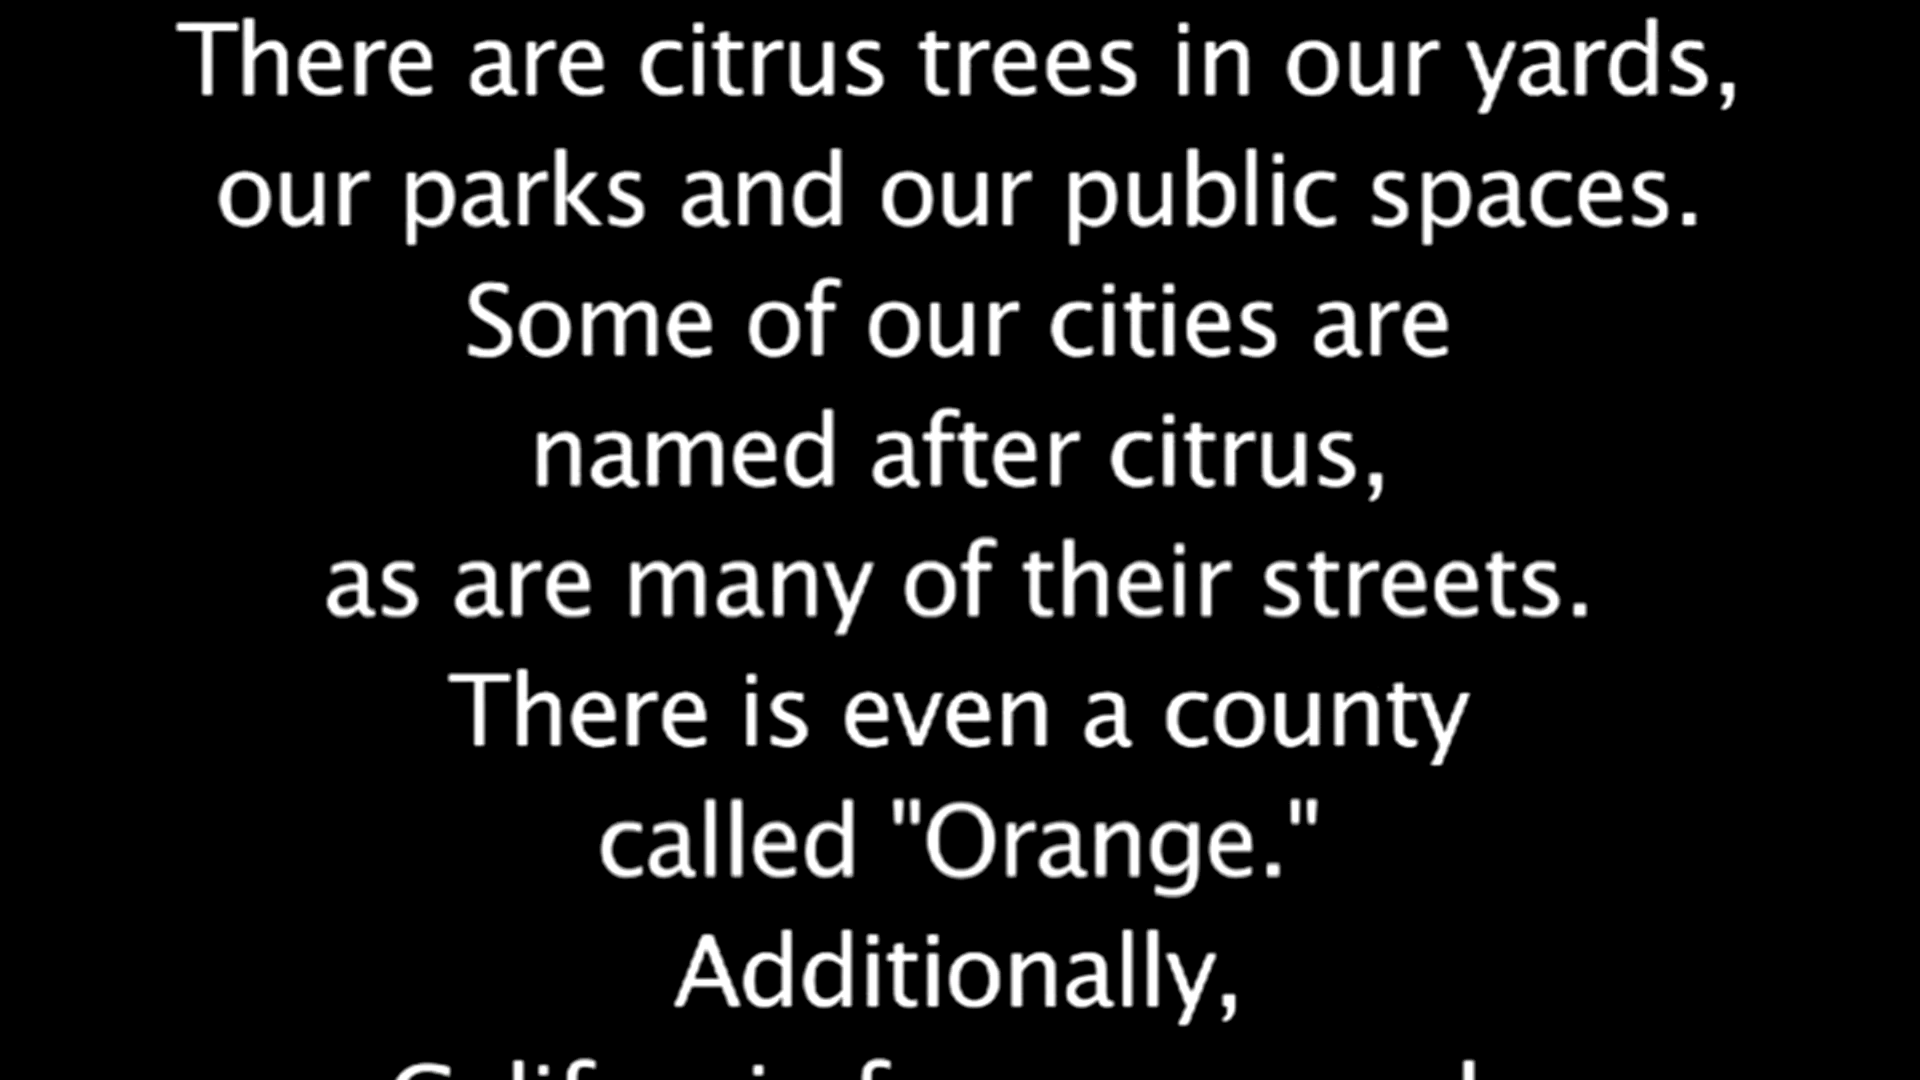 There are citrus trees in our yards,
our parks and our public spaces.
Some of our cities are
named after citrus,
as are many of their streets.
There is even a county
called "Orange."
Additionally,